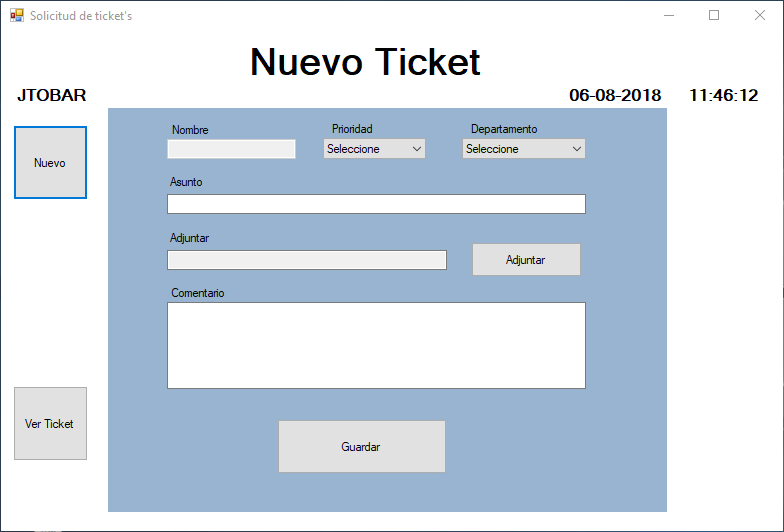 Solicitud de ticket's
Nuevo Ticket
JTOBAR 06-08-2018 11:46:12
Nuevo
Nombre Prioridad Departamento
Seleccione Seleccione
Asunto
Adjuntar
Adjuntar
Comentario
Ver Ticket
Guardar